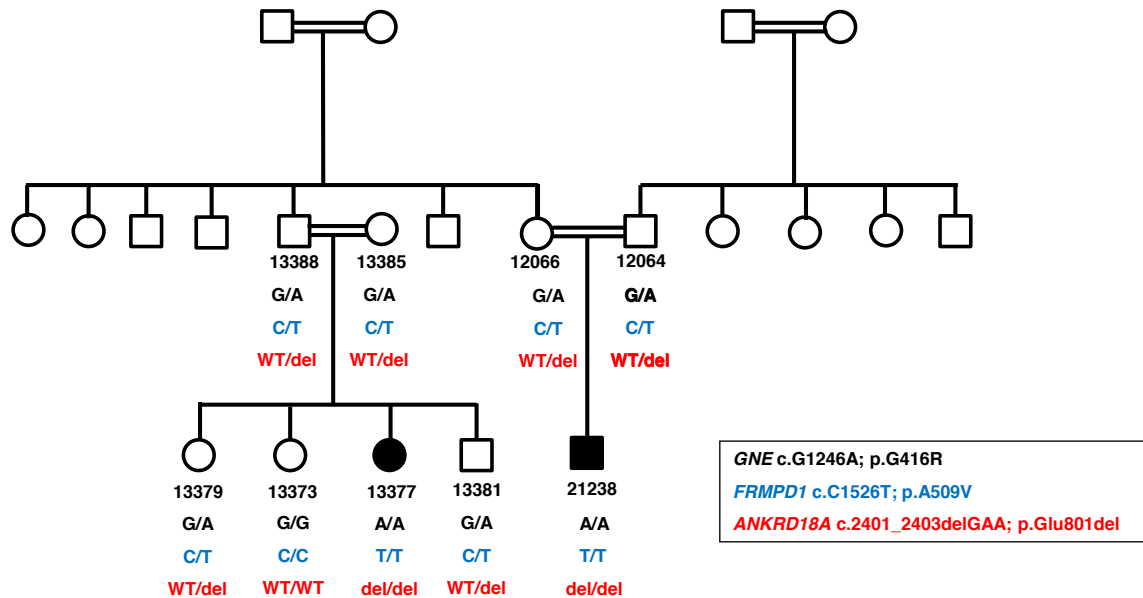 13388 13385 12066 12064
G/A G/A G/A G/A
C/T C/T C/T C/T
WT/del WT/del WT/del WT/del
13379 13373 13377 13381 21238
G/A G/G A/A G/A A/A
C/T C/C T/T C/T T/T
WT/del WT/WT del/del WT/del del/del
GNE c.G1246A; p.G416R
FRMPD1 c.C1526T; p.A509V
ANKRD18A c.2401_2403delGAA; p.Glu801del